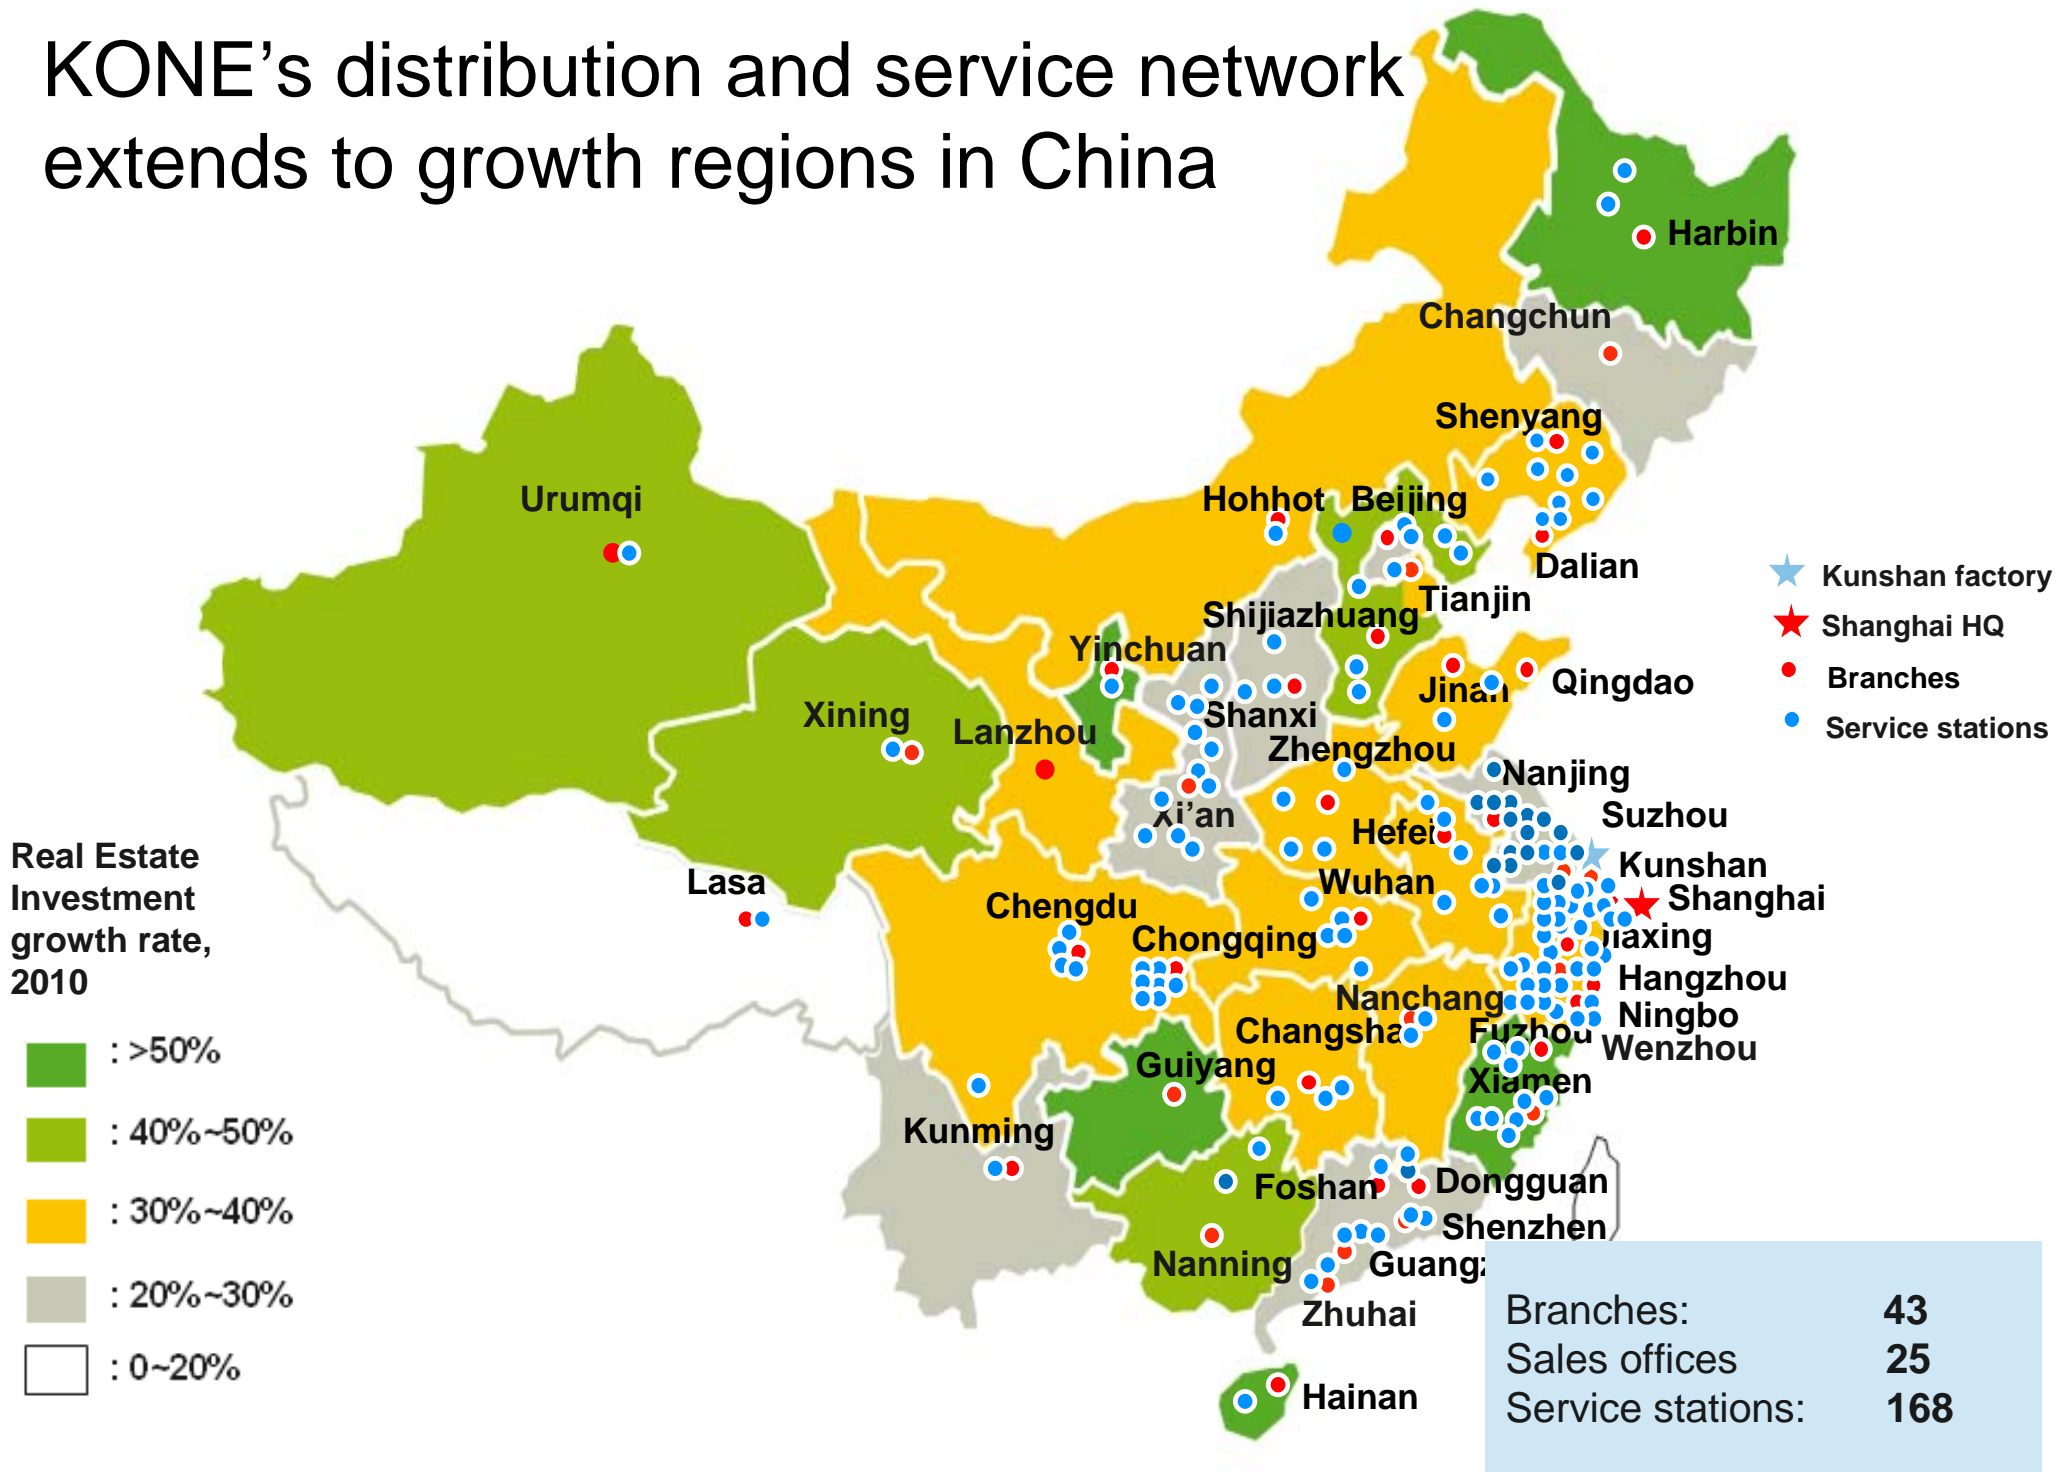 KONE’s distribution and service network
extends to growth regions in China
Harbin
Changchun
Shenyang
Urumqi
Hohhot
Beijing
Dalian
Kunshan factory
Tianjin
Shijiazhuang
Shanghai HQ
Yinchuan
Qingdao
Branches
Jinan
Xining
Lanzhou
Shanxi
Service stations
Zhengzhou
Nanjing
Xi’an
Suzhou
Hefei
Real Estate
Investment
growth rate,
2010
Kunshan
Lasa
Wuhan
Shanghai
Chengdu
Chongqing
Jiaxing
Hangzhou
Nanchang
Ningbo
Changsha
Fuzhou
Wenzhou
: >50%
Guiyang
Xiamen
Kunming
: 40%~50%
Foshan
Dongguan
: 30%~40%
Shenzhen
Nanning
Zhuhai
: 20%~30%
Branches: 43
Sales offices 25
: 0~20%
Hainan
Service stations: 168